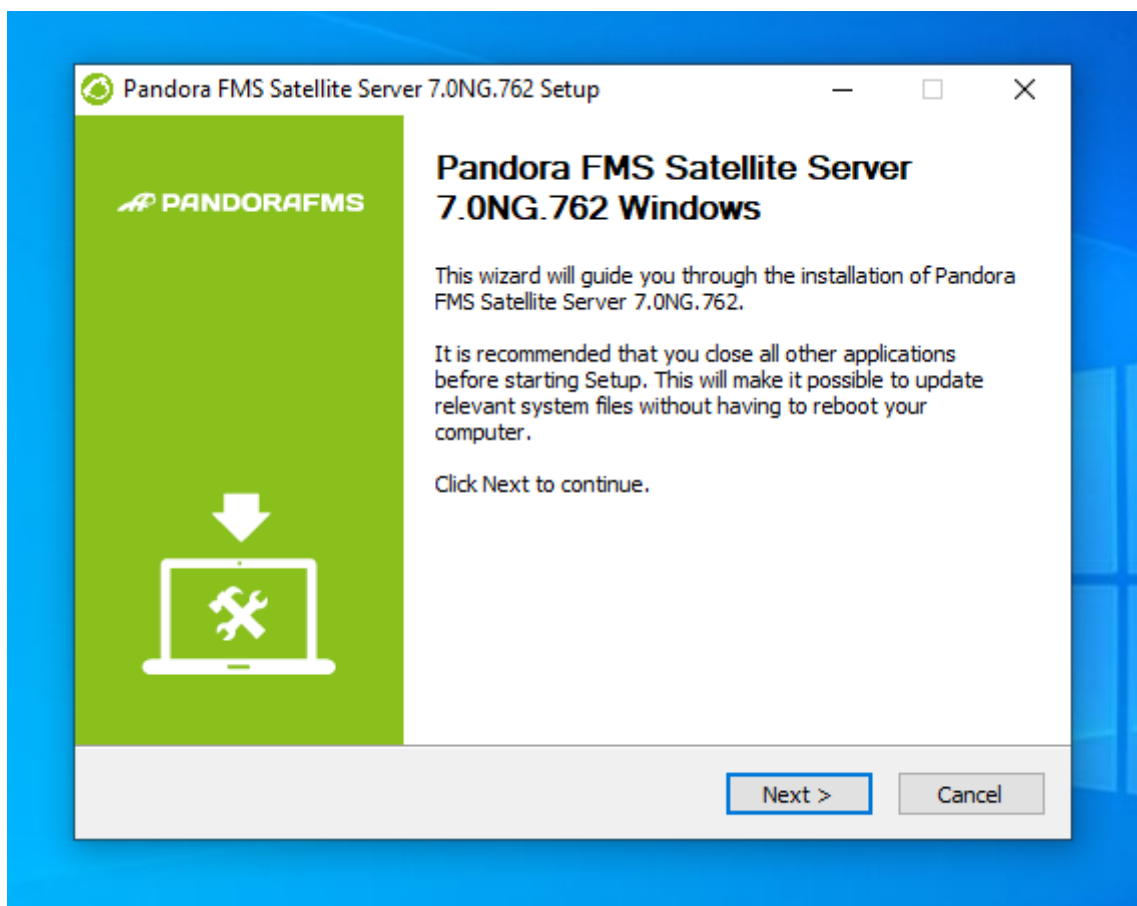 Pandora FMS Satellite Server 7.0NG.762 Setup
PANDORAFMS
Pandora FMS Satellite Server
7.0NG.762 Windows
This wizard will guide you through the installation of Pandora
FMS Satellite Server 7.0NG.762.
It is recommended that you close all other applications
before starting Setup. This will make it possible to update
relevant system files without having to reboot your
computer.
Click Next to continue.
Next >
Cancel